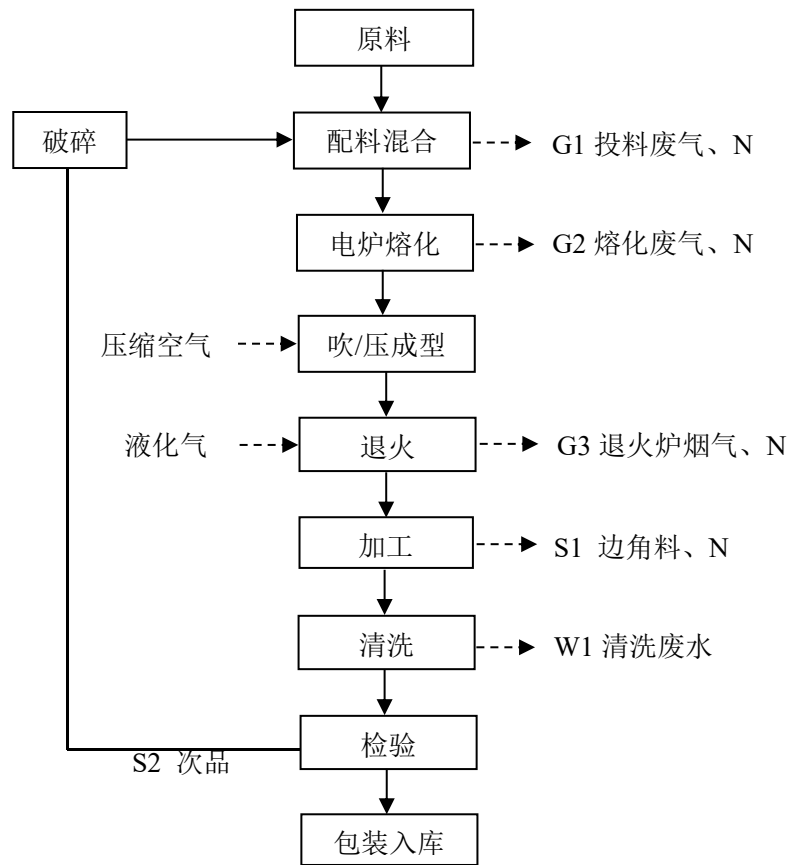 原料
破碎
配料混合
G1 投料废气、N
电炉熔化
G2 熔化废气、N
压缩空气
吹/压成型
液化气
退火
G3 退火炉烟气、N
加工
S1 边角料、N
清洗
W1 清洗废水
检验
S2 次品
包装入库